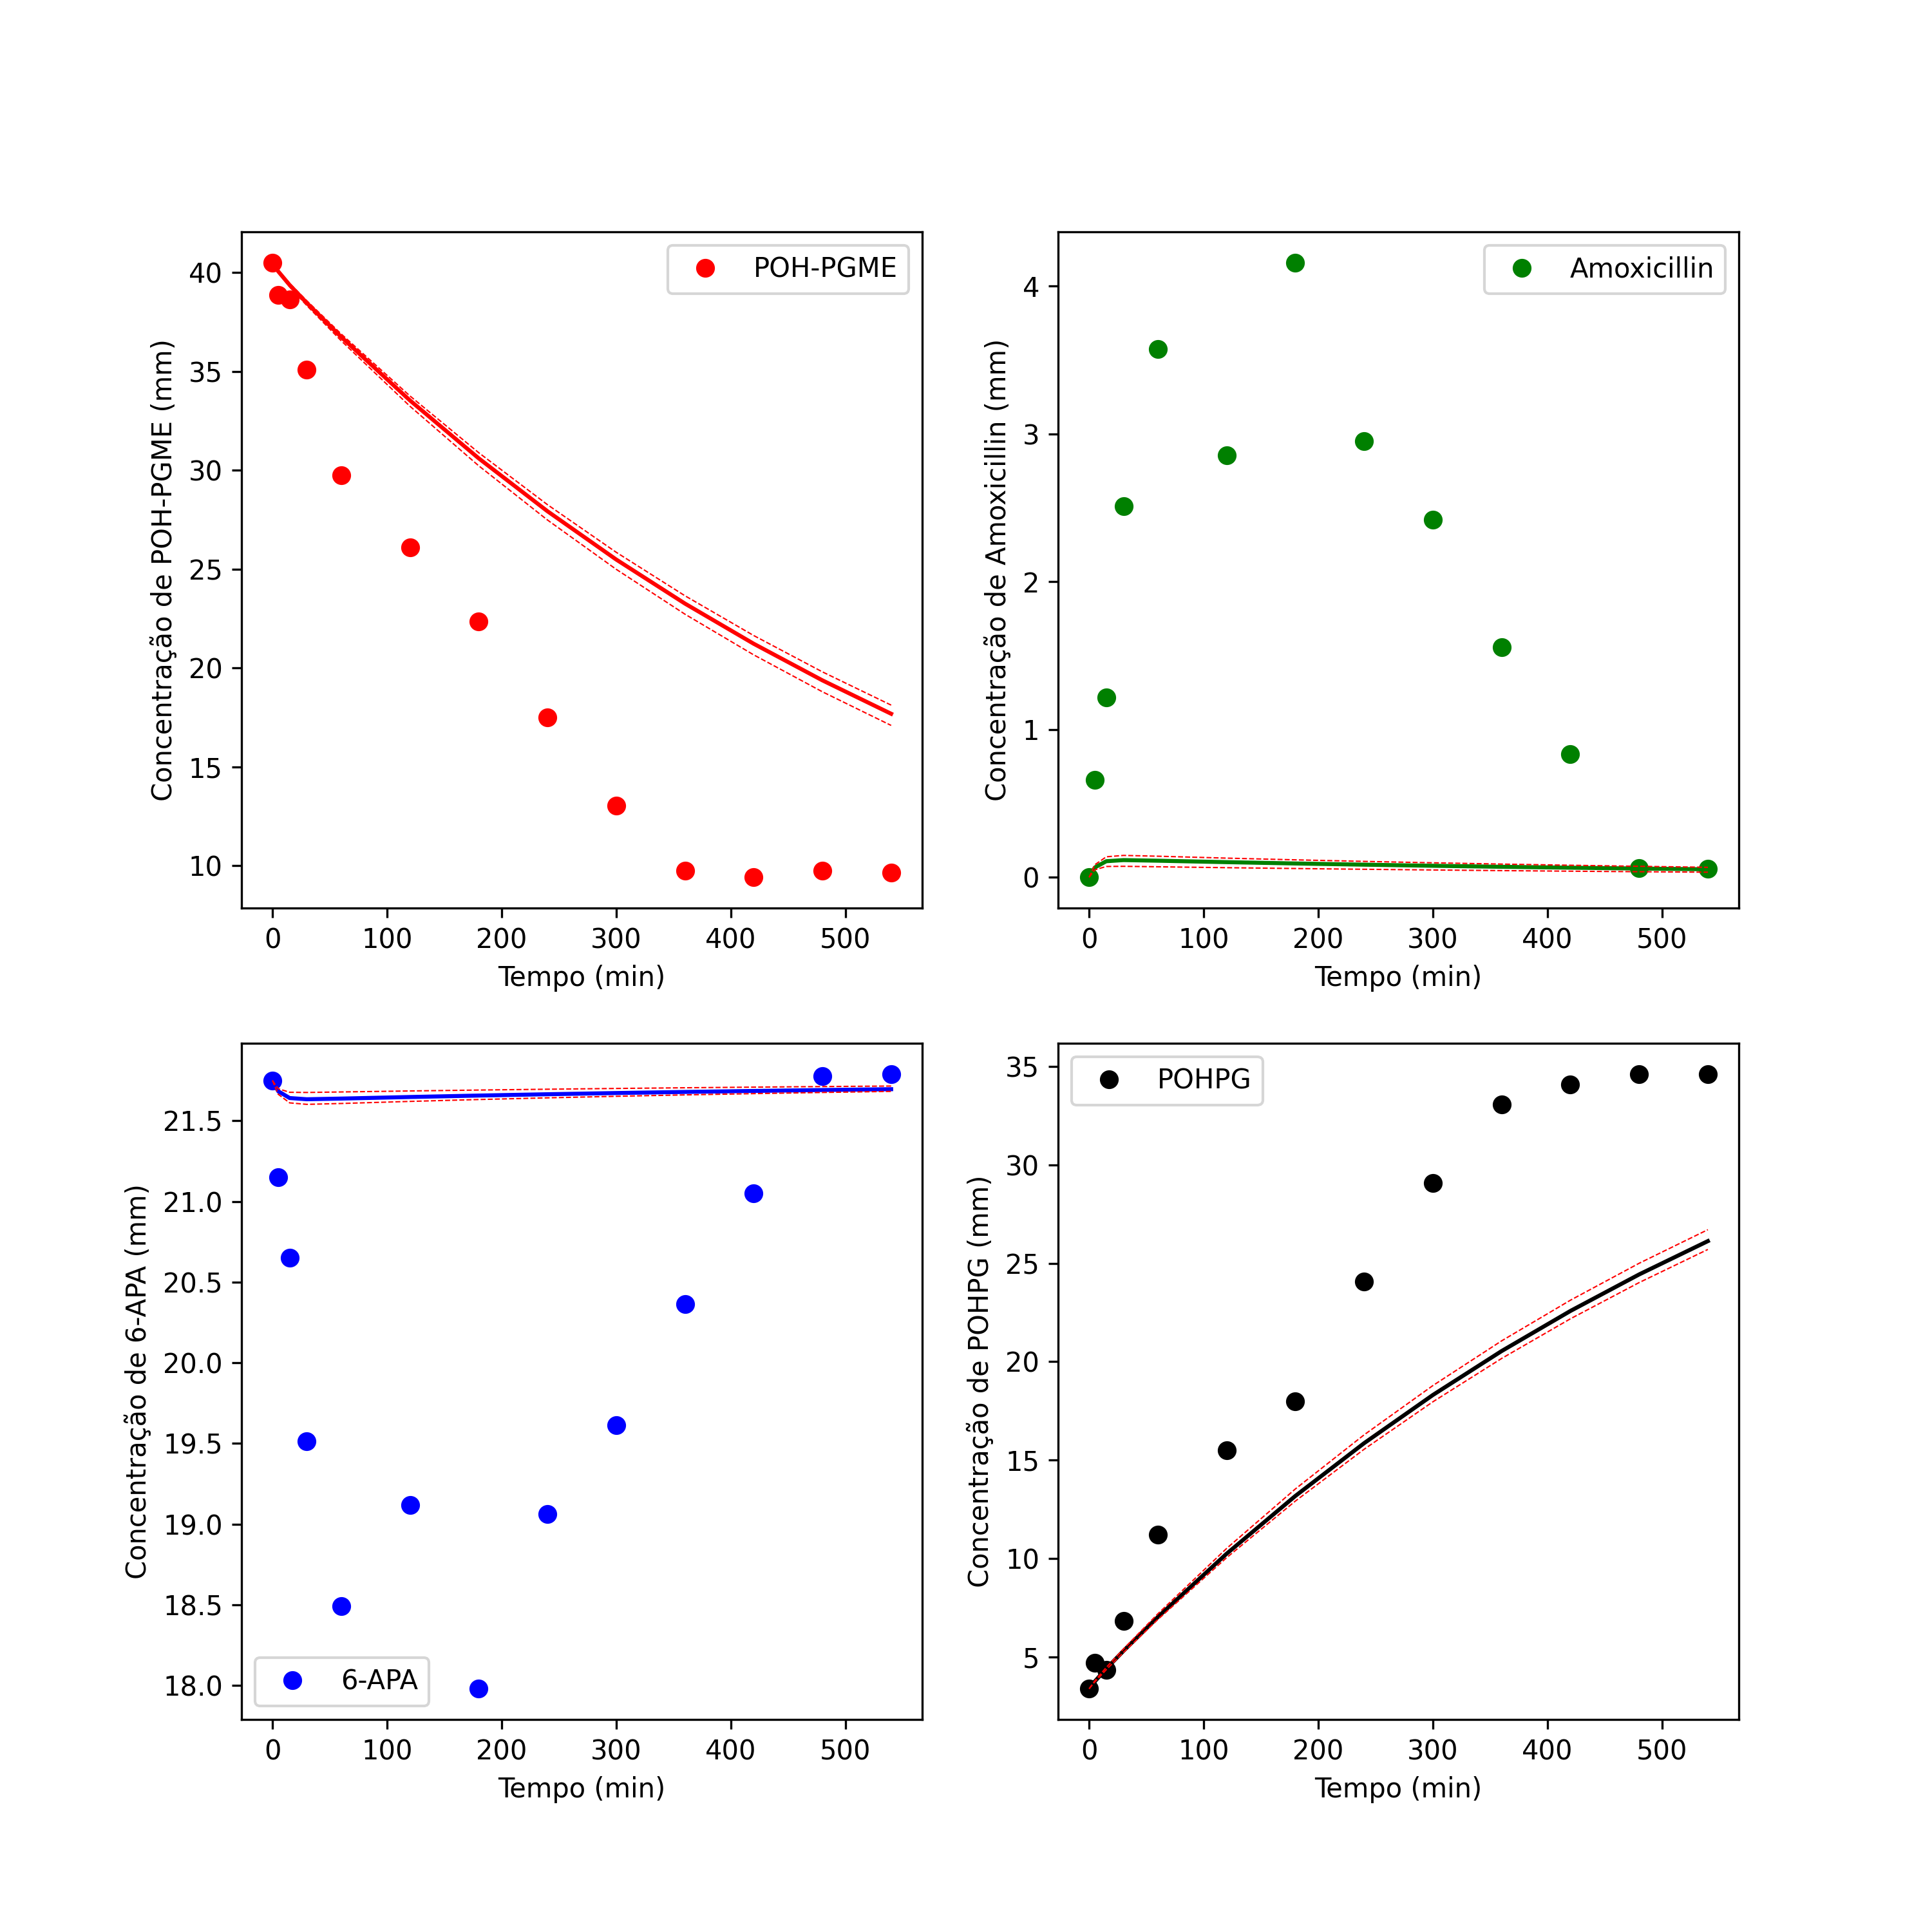 POH-PGME
40
35
30
25
20
15
10
Concentração de POH-PGME (mm)
0 100 200 300 400 500
Tempo (min)
Amoxicillin
4
3
2
1
0
Concentração de Amoxicillin (mm)
0 100 200 300 400 500
Tempo (min)
21.5
21.0
20.5
20.0
19.5
19.0
18.5
18.0
Concentração de 6-APA (mm)
6-APA
0 100 200 300 400 500
Tempo (min)
POHPG
35
30
25
20
15
10
5
Concentração de POHPG (mm)
0 100 200 300 400 500
Tempo (min)